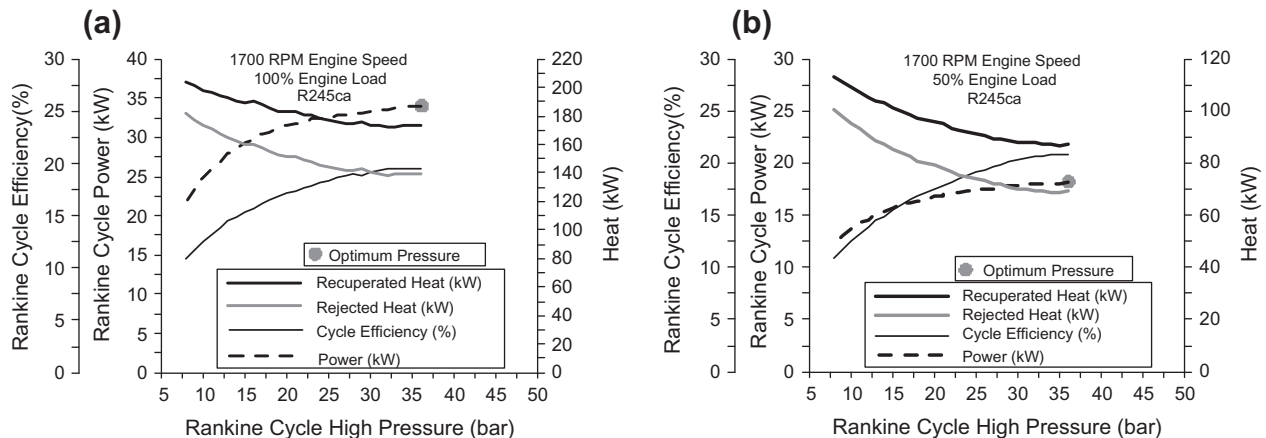 (a)
1700 RPM Engine Speed
100% Engine Load
R245ca
Rankine Cycle Efficiency(%)
30
25
20
15
10
5
0
Rankine Cycle Power (kW)
40
35
30
25
20
15
10
5
0
Heat (kW)
220
200
180
160
140
120
100
80
60
40
20
0
Optimum Pressure
Recuperated Heat (kW)
Rejected Heat (kW)
Cycle Efficiency (%)
Power (kW)
5 10 15 20 25 30 35 40 45 50
Rankine Cycle High Pressure (bar)
(b)
1700 RPM Engine Speed
50% Engine Load
R245ca
Rankine Cycle Efficiency (%)
30
25
20
15
10
5
0
Rankine Cycle Power (kW)
30
25
20
15
10
5
0
Heat (kW)
120
100
80
60
40
20
0
Optimum Pressure
Recuperated Heat (kW)
Rejected Heat (kW)
Cycle Efficiency (%)
Power (kW)
5 10 15 20 25 30 35 40 45 50
Rankine Cycle High Pressure (bar)